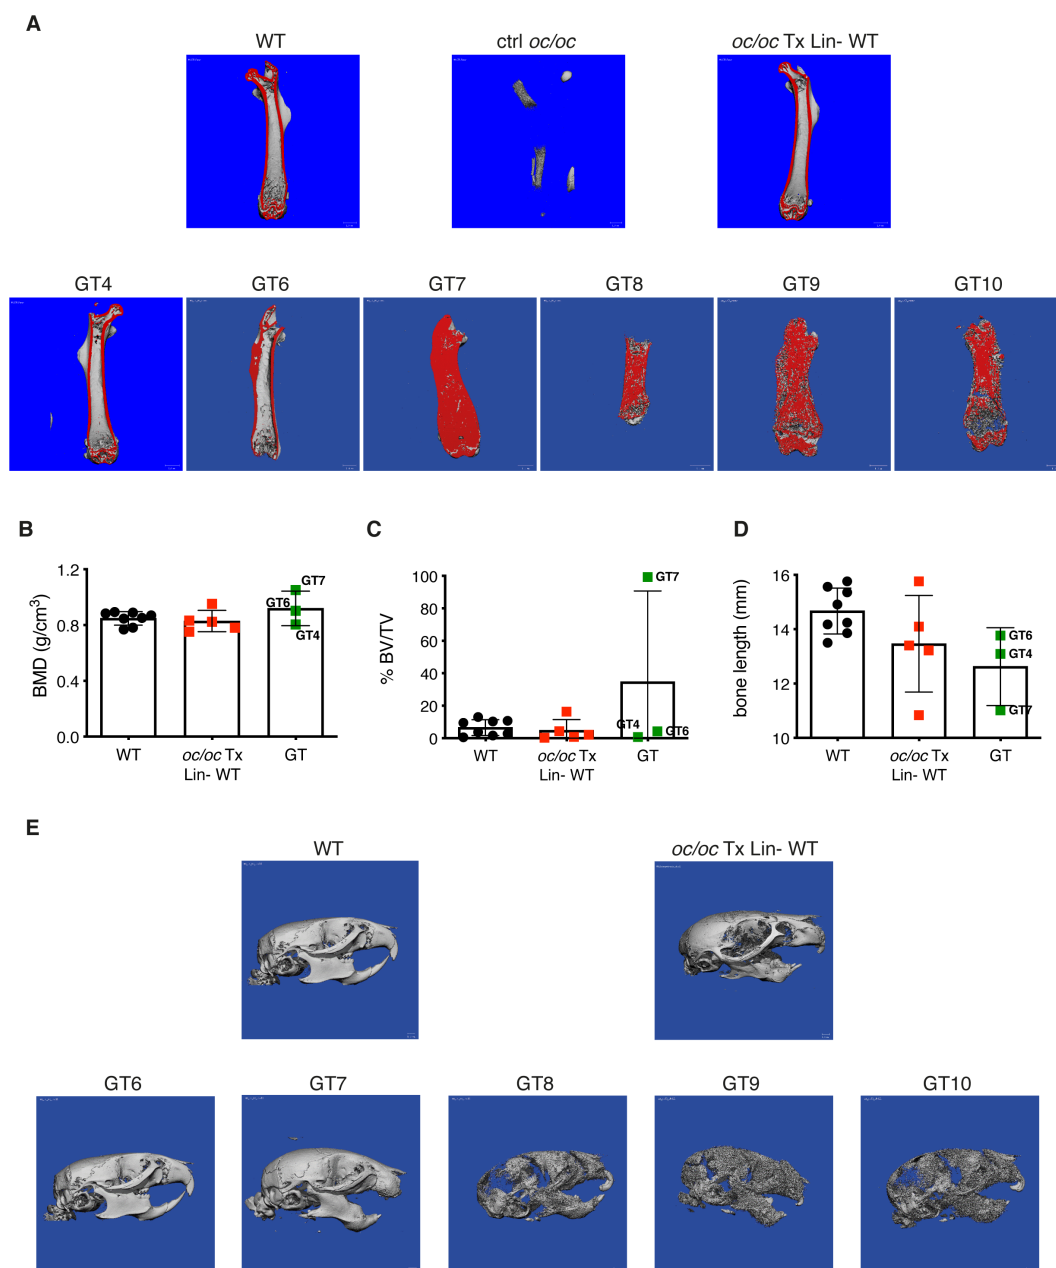 A
WT
ctrl oc/oc
oc/oc Tx Lin- WT
GT4
GT6
GT7
GT8
GT9
GT10
B
BMD (g/cm³)
1.2
0.8
0.4
0.0
GT7
GT6
GT4
WT
oc/oc Tx
Lin- WT
GT
C
% BV/TV
100
80
60
40
20
0
GT7
GT4
GT6
WT
oc/oc Tx
Lin- WT
GT
D
bone length (mm)
16
14
12
10
GT6
GT4
GT7
WT
oc/oc Tx
Lin- WT
GT
E
WT
oc/oc Tx Lin- WT
GT6
GT7
GT8
GT9
GT10